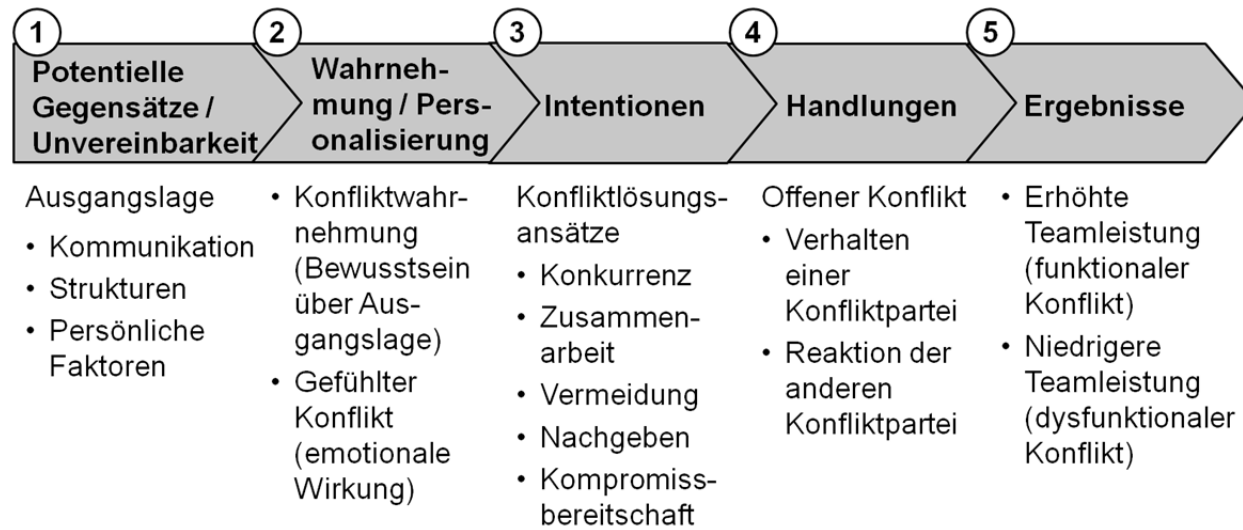 1
Potentielle
Gegensätze /
Unvereinbarkeit
Ausgangslage
• Kommunikation
• Strukturen
• Persönliche
Faktoren
2
Wahrneh-
mung / Pers-
onalisierung
• Konfliktwahr-
nehmung
(Bewusstsein
über Aus-
gangslage)
• Gefühlter
Konflikt
(emotionale
Wirkung)
3
Intentionen
Konfliktlösungs-
ansätze
• Konkurrenz
• Zusammen-
arbeit
• Vermeidung
• Nachgeben
• Kompromiss-
bereitschaft
4
Handlungen
Offener Konflikt
• Verhalten
einer
Konfliktpartei
• Reaktion der
anderen
Konfliktpartei
5
Ergebnisse
• Erhöhte
Teamleistung
(funktionaler
Konflikt)
• Niedrigere
Teamleistung
(dysfunktionaler
Konflikt)